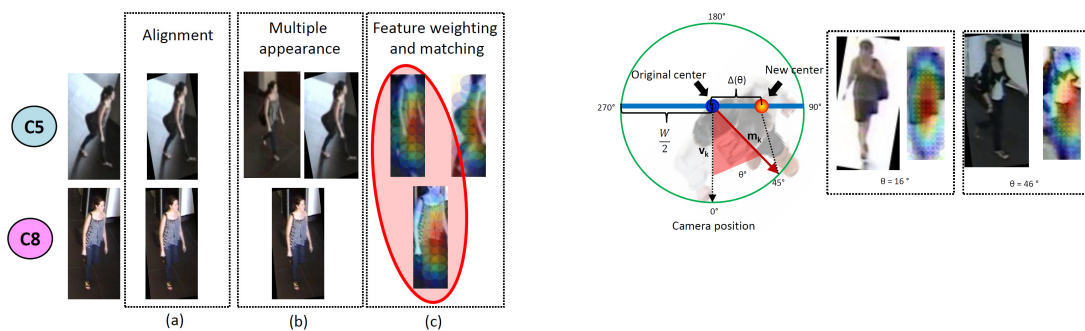 Alignment
Multiple
appearance
Feature weighting
and matching
C5
C8
(a)
(b)
(c)
180°
Original center
Δ(θ)
New center
270°
90°
W
2
v_k
m_k
θ°
45°
0°
Camera position
θ = 16 °
θ = 46 °